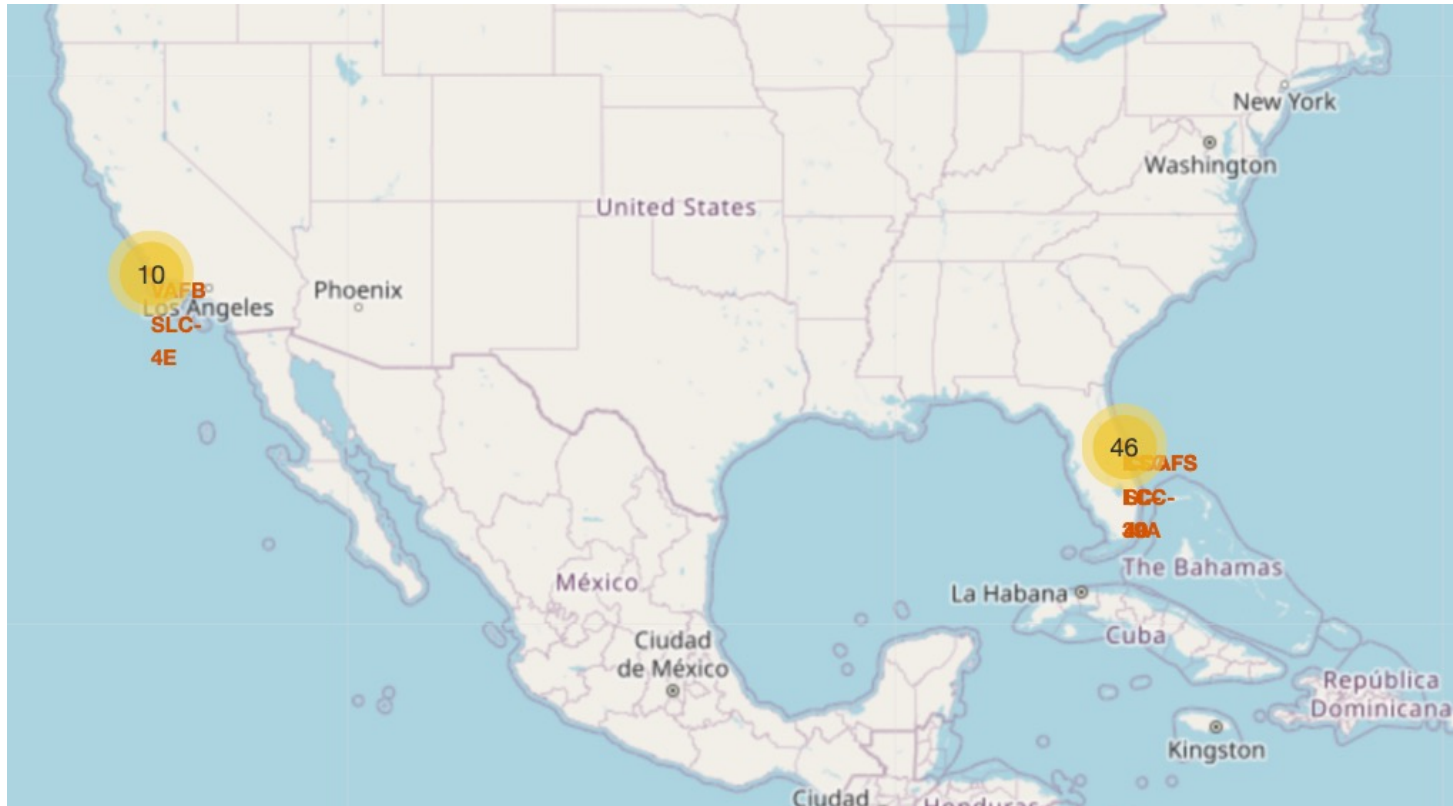 New York
Washington
United States
10
VAFB
SLC-
4E
Los Angeles
Phoenix
46
The Bahamas
La Habana
Cuba
México
Ciudad
de México
República
Dominicana
Kingston
Ciudad
Honduras